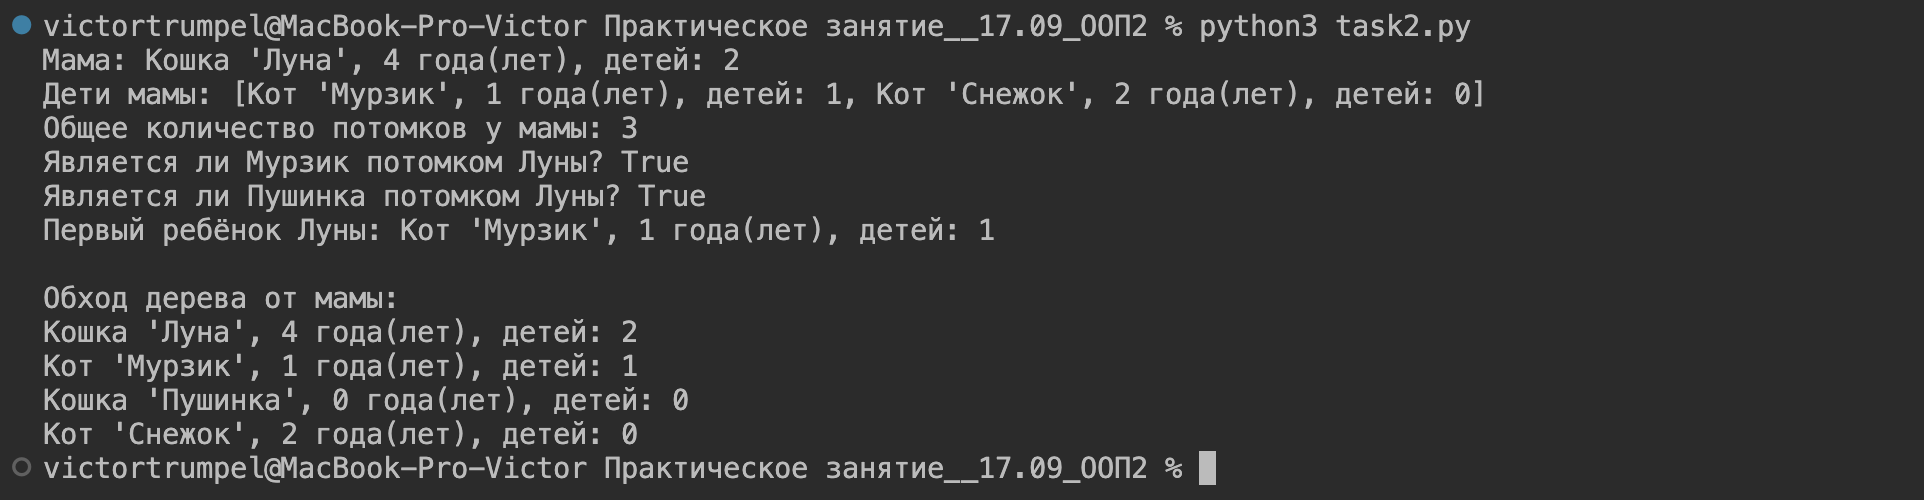 victortrumpel@MacBook-Pro-Victor Практическое занятие__17.09_ООП2 % python3 task2.py
Мама: Кошка 'Луна', 4 года(лет), детей: 2
Дети мамы: [Кот 'Мурзик', 1 года(лет), детей: 1, Кот 'Снежок', 2 года(лет), детей: 0]
Общее количество потомков у мамы: 3
Является ли Мурзик потомком Луны? True
Является ли Пушинка потомком Луны? True
Первый ребёнок Луны: Кот 'Мурзик', 1 года(лет), детей: 1
Обход дерева от мамы:
Кошка 'Луна', 4 года(лет), детей: 2
Кот 'Мурзик', 1 года(лет), детей: 1
Кошка 'Пушинка', 0 года(лет), детей: 0
Кот 'Снежок', 2 года(лет), детей: 0
victortrumpel@MacBook-Pro-Victor Практическое занятие__17.09_ООП2 %